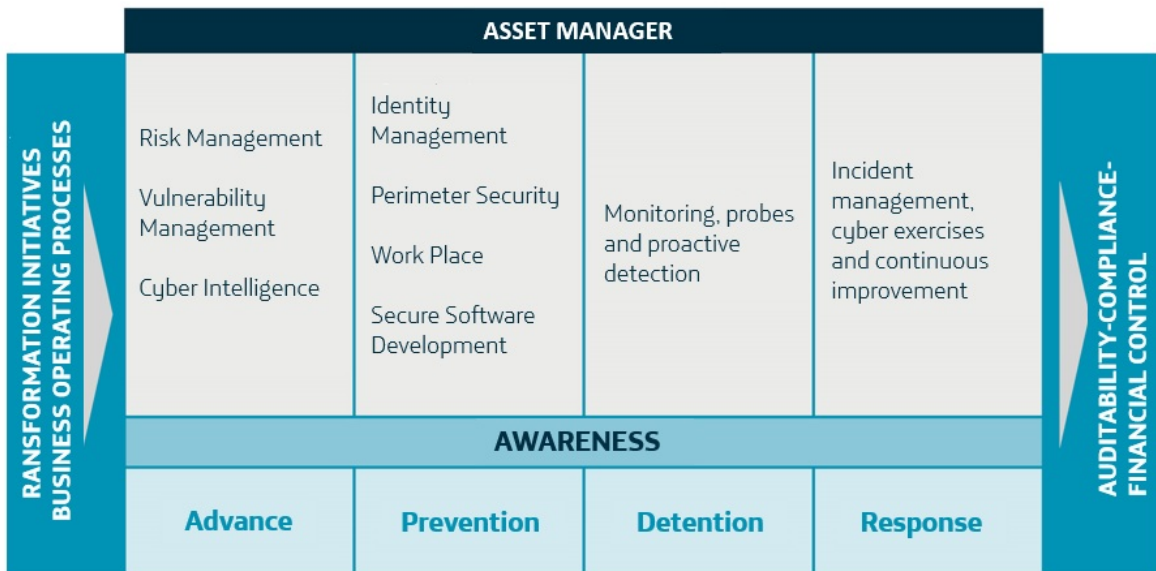 ASSET MANAGER
RANSFORMATION INITIATIVES
BUSINESS OPERATING PROCESSES
Risk Management
Vulnerability
Management
Cyber Intelligence
Identity
Management
Perimeter Security
Work Place
Secure Software
Development
Monitoring, probes
and proactive
detection
Incident
management,
cyber exercises
and continuous
improvement
AUDITABILITY-COMPLIANCE-
FINANCIAL CONTROL
AWARENESS
Advance
Prevention
Detention
Response